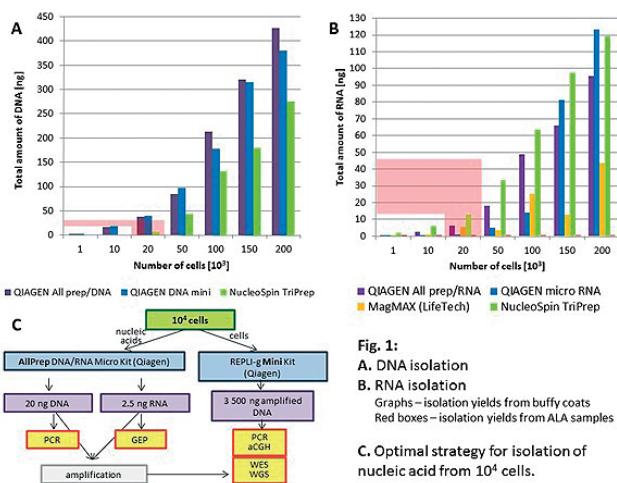 A
Total amount of DNA [ng]
450
400
350
300
250
200
150
100
50
0
1 10 20 50 100 150 200
Number of cells [10³]
QIAGEN All prep/DNA QIAGEN DNA mini NucleoSpin TriPrep
B
Total amount of RNA [ng]
130
120
110
100
90
80
70
60
50
40
30
20
10
0
1 10 20 50 100 150 200
Number of cells [10³]
QIAGEN All prep/RNA QIAGEN micro RNA
MagMAX (LifeTech) NucleoSpin TriPrep
C
10⁴ cells
nucleic
acids
cells
AllPrep DNA/RNA Micro Kit (Qiagen)
REPLI-g Mini Kit
(Qiagen)
20 ng DNA
2.5 ng RNA
3 500 ng amplified
DNA
PCR
GEP
PCR
aCGH
amplification
WES
WGS
Fig. 1:
A. DNA isolation
B. RNA isolation
Graphs – isolation yields from buffy coats
Red boxes – isolation yields from ALA samples
C. Optimal strategy for isolation of
nucleic acid from 10⁴ cells.